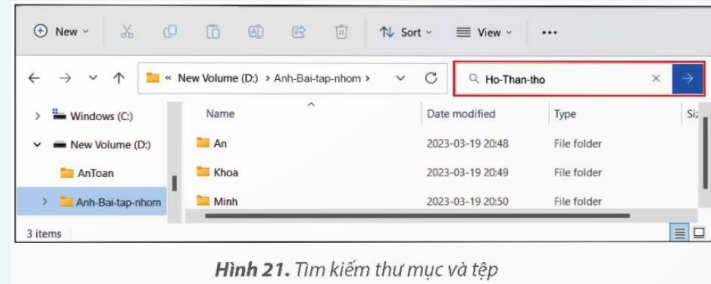 New Sort View ...
« New Volume (D:) > Anh-Bai-tap-nhom > Ho-Than-tho
Windows (C:) Name Date modified Type
New Volume (D:) An 2023-03-19 20:48 File folder
AnToan Khoa 2023-03-19 20:49 File folder
Anh-Bai-tap-nhom Minh 2023-03-19 20:50 File folder
3 items
Hình 21. Tìm kiếm thư mục và tệp